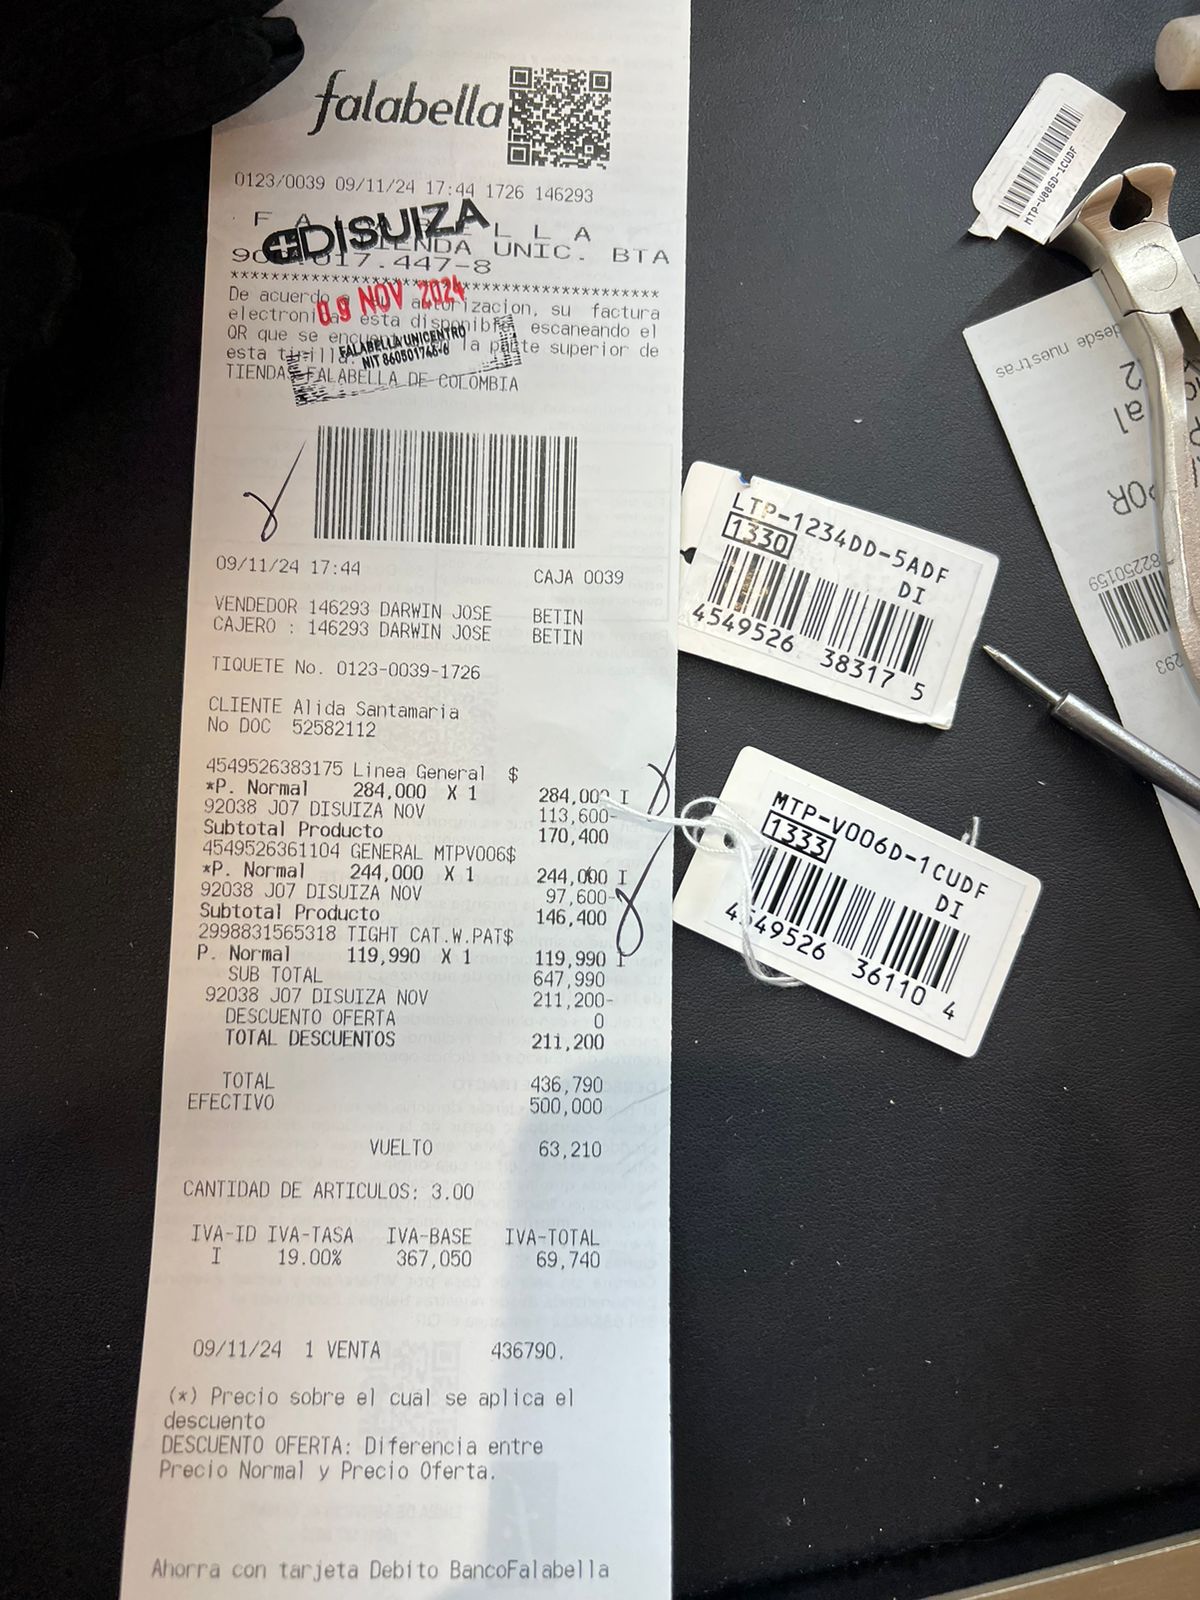 falabella
0123/0039 09/11/24 17:44 1726 146293
F A L L A
DISUIZA
TIENDA UNIC. BTA
017.447-8
****************************************
De acuerdo a su autorizacion, su factura
09 NOV 2024
electronica esta disponible escaneando el
QR que se encuentra la parte superior de
FALABELLA UNICENTRO
NIT 860501745-6
esta tirilla
TIENDAS FALABELLA DE COLOMBIA
09/11/24 17:44 CAJA 0039
VENDEDOR 146293 DARWIN JOSE BETIN
CAJERO : 146293 DARWIN JOSE BETIN
TIQUETE No. 0123-0039-1726
CLIENTE Alida Santamaria
No DOC 52582112
4549526383175 Linea General $
*P. Normal 284,000 X 1 284,000 I
92038 J07 DISUIZA NOV 113,600-
Subtotal Producto 170,400
4549526361104 GENERAL MTPV006$
*P. Normal 244,000 X 1 244,000 I
92038 J07 DISUIZA NOV 97,600-
Subtotal Producto 146,400
2998831565318 TIGHT CAT.W.PAT$
P. Normal 119,990 X 1 119,990 I
SUB TOTAL 647,990
92038 J07 DISUIZA NOV 211,200-
DESCUENTO OFERTA 0
TOTAL DESCUENTOS 211,200
TOTAL 436,790
EFECTIVO 500,000
VUELTO 63,210
CANTIDAD DE ARTICULOS: 3.00
IVA-ID IVA-TASA IVA-BASE IVA-TOTAL
I 19.00% 367,050 69,740
09/11/24 1 VENTA 436790.
(*) Precio sobre el cual se aplica el
descuento
DESCUENTO OFERTA: Diferencia entre
Precio Normal y Precio Oferta.
Ahorra con tarjeta Debito BancoFalabella
MTP-V006D-1CUDF
LTP-1234DD-5ADF
1330
DI
4549526 38317 5
MTP-V006D-1CUDF
1333
DI
4549526 36110 4
desde nuestras
2
al
POR
82250159
293